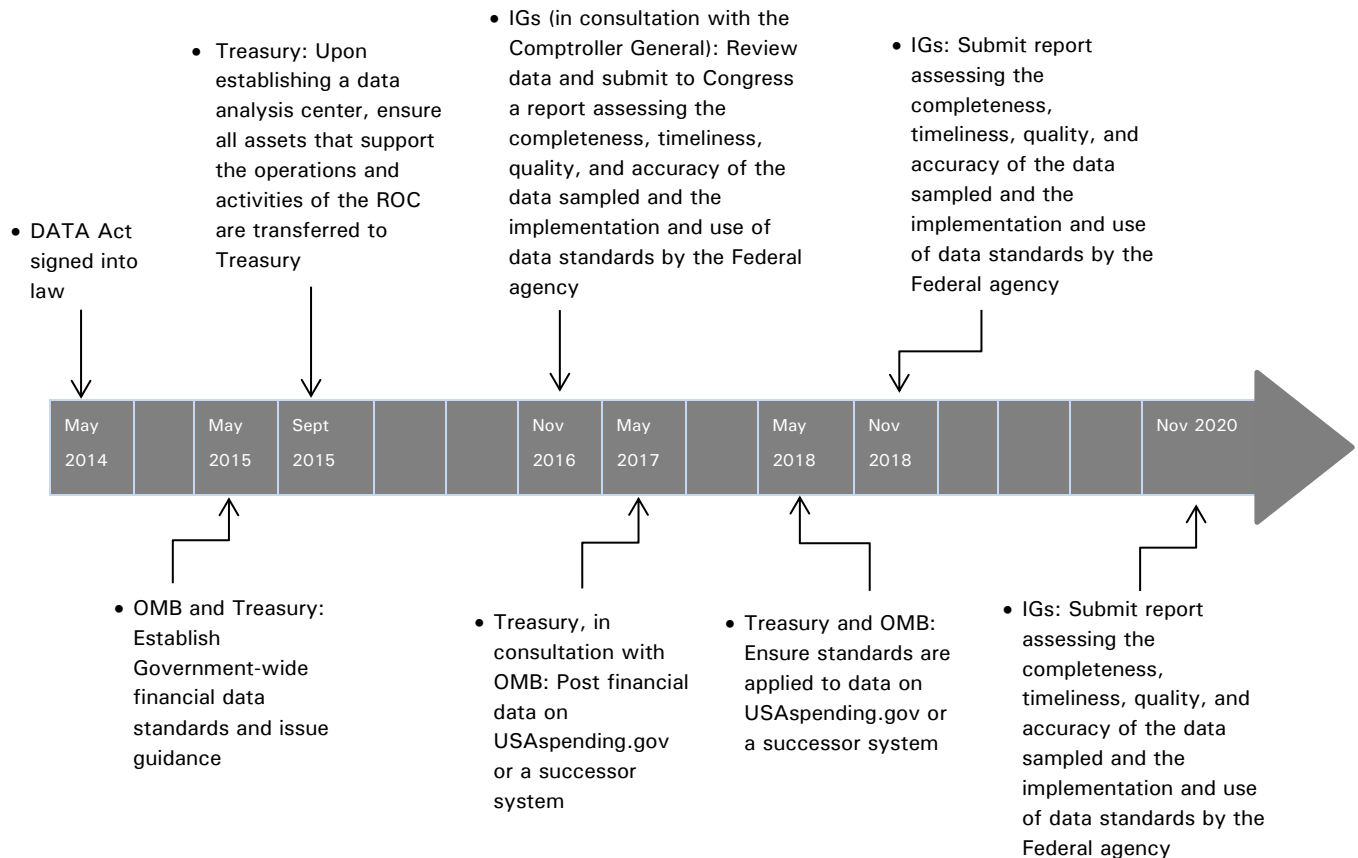 • DATA Act
signed into
law
• Treasury: Upon
establishing a data
analysis center, ensure
all assets that support
the operations and
activities of the ROC
are transferred to
Treasury
• IGs (in consultation with the
Comptroller General): Review
data and submit to Congress
a report assessing the
completeness, timeliness,
quality, and accuracy of the
data sampled and the
implementation and use of
data standards by the Federal
agency
• IGs: Submit report
assessing the
completeness,
timeliness, quality, and
accuracy of the data
sampled and the
implementation and use
of data standards by the
Federal agency
May
2014
May
2015
Sept
2015
Nov
2016
May
2017
May
2018
Nov
2018
Nov 2020
• OMB and Treasury:
Establish
Government-wide
financial data
standards and issue
guidance
• Treasury, in
consultation with
OMB: Post financial
data on
USAspending.gov
or a successor
system
• Treasury and OMB:
Ensure standards are
applied to data on
USAspending.gov or
a successor system
• IGs: Submit report
assessing the
completeness,
timeliness, quality, and
accuracy of the data
sampled and the
implementation and use
of data standards by the
Federal agency